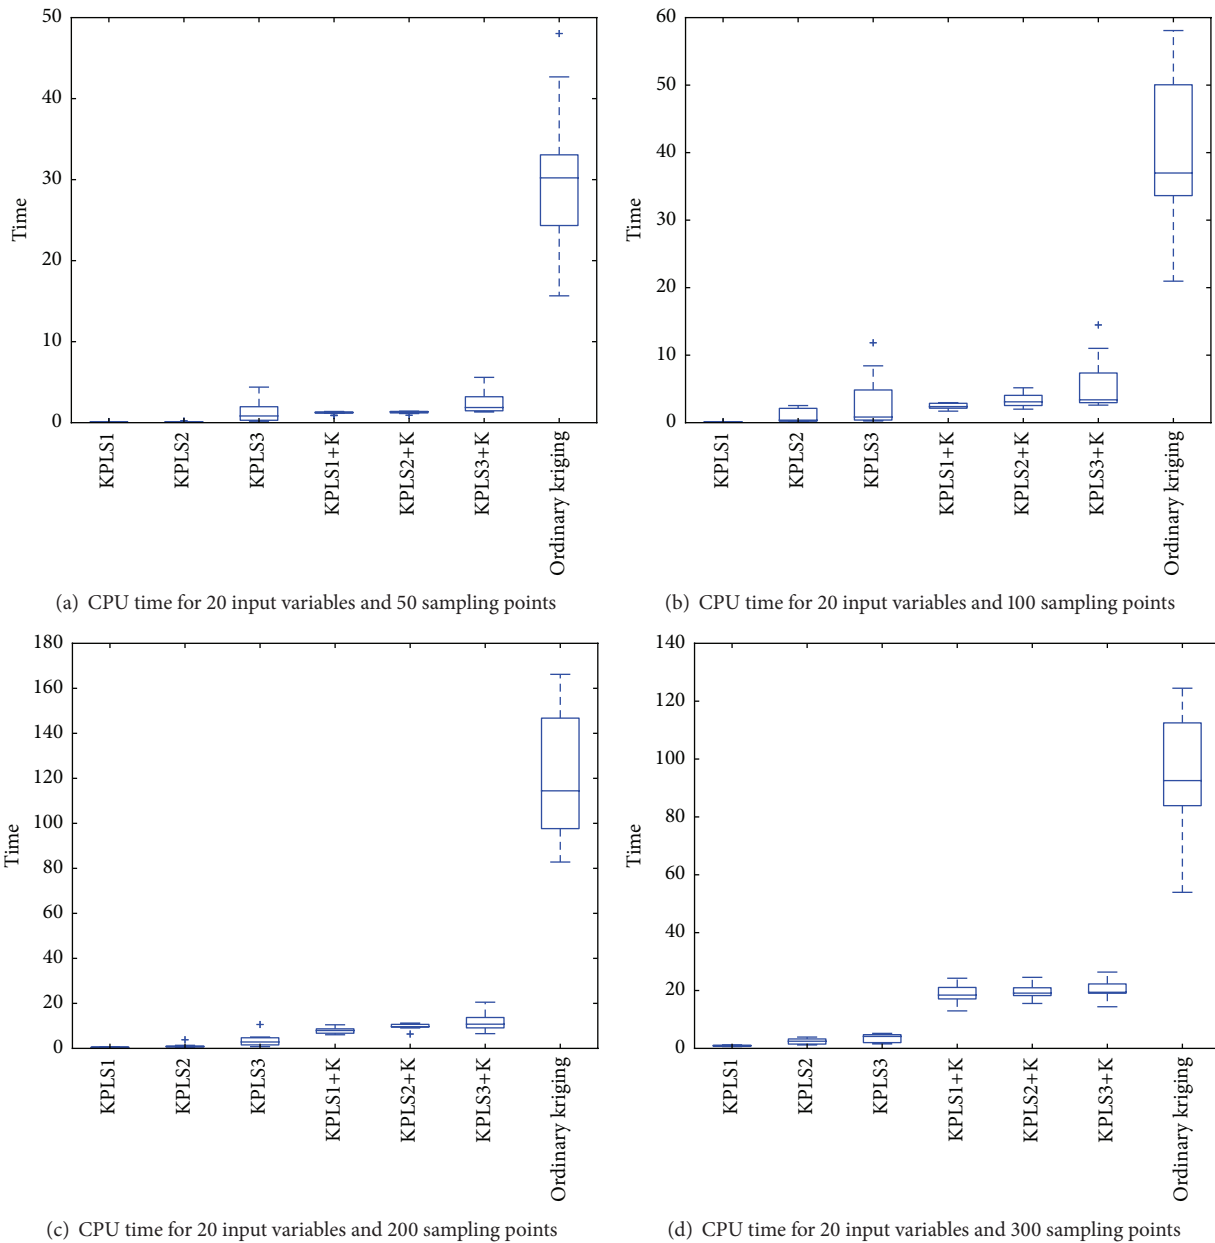 50
40
30
20
10
0
Time
KPLS1
KPLS2
KPLS3
KPLS1+K
KPLS2+K
KPLS3+K
Ordinary kriging
(a) CPU time for 20 input variables and 50 sampling points
60
50
40
30
20
10
0
Time
KPLS1
KPLS2
KPLS3
KPLS1+K
KPLS2+K
KPLS3+K
Ordinary kriging
(b) CPU time for 20 input variables and 100 sampling points
180
160
140
120
100
80
60
40
20
0
Time
KPLS1
KPLS2
KPLS3
KPLS1+K
KPLS2+K
KPLS3+K
Ordinary kriging
(c) CPU time for 20 input variables and 200 sampling points
140
120
100
80
60
40
20
0
Time
KPLS1
KPLS2
KPLS3
KPLS1+K
KPLS2+K
KPLS3+K
Ordinary kriging
(d) CPU time for 20 input variables and 300 sampling points